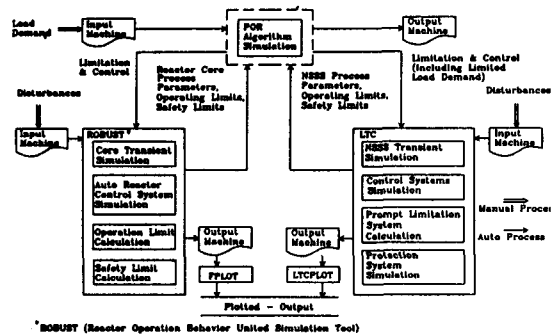 Load
Demand
Input
Machine
POR
Algorithm
Simulation
Output
Machine
Limitation
& Control
Reactor Core
Process
Parameters,
Operating Limits,
Safety Limits
NSSS Process
Parameters,
Operating Limits,
Safety Limits
Limitation & Control
(Including Limited
Load Demand)
Disturbances
Disturbances
Input
Machine
ROBUST*
Core Transient
Simulation
Auto Reactor
Control System
Simulation
Operation Limit
Calculation
Safety Limit
Calculation
LTC
NSSS Transient
Simulation
Control Systems
Simulation
Prompt Limitation
System
Calculation
Protection
System
Simulation
Input
Machine
Manual Proces
Auto Process
Output
Machine
Output
Machine
PPLOT
LTCPLOT
Plotted - Output
*ROBUST (Reactor Operation Behavior United Simulation Tool)